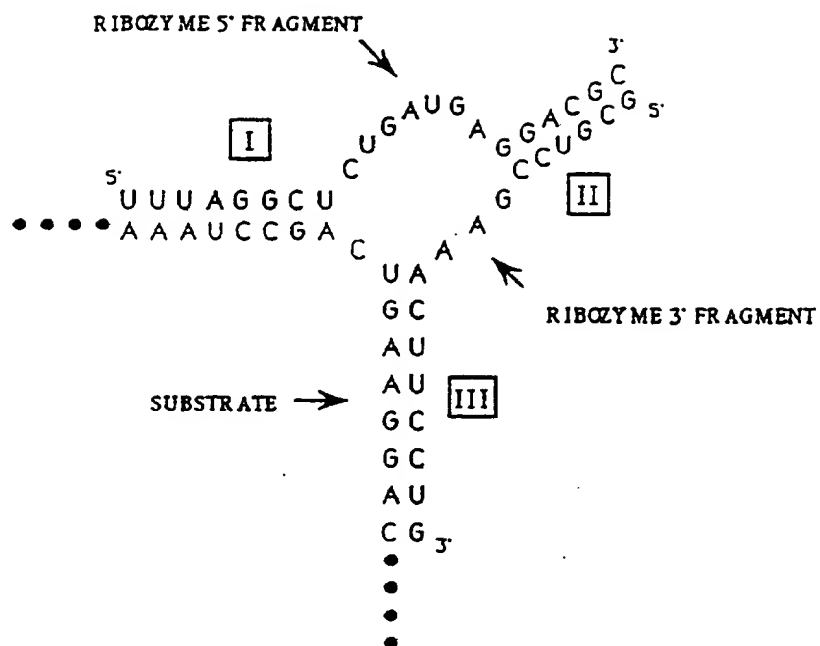 RIBOZYME 5' FRAGMENT
3'
5'
I
5'
U U U A G G C U C U G A U G A G G A C G C
A A A U C C G A C U G A A G G A C
G C G U C C G A A A C U U C C U G
II
RIBOZYME 3' FRAGMENT
SUBSTRATE
III
3'